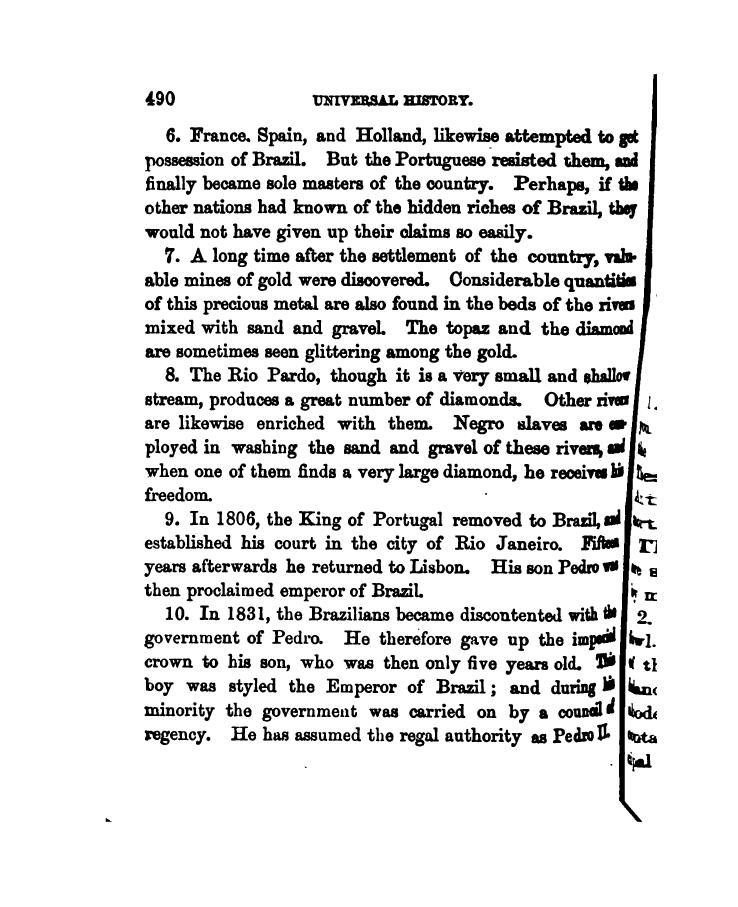 490 UNIVERSAL HISTORY.
6. France. Spain, and Holland, likewise attempted to get
possession of Brazil. But the Portuguese resisted them, and
finally became sole masters of the country. Perhaps, if the
other nations had known of the hidden riches of Brazil, they
would not have given up their claims so easily.
7. A long time after the settlement of the country, valu-
able mines of gold were discovered. Considerable quantities
of this precious metal are also found in the beds of the rivers
mixed with sand and gravel. The topaz and the diamond
are sometimes seen glittering among the gold.
8. The Rio Pardo, though it is a very small and shallow
stream, produces a great number of diamonds. Other rivers
are likewise enriched with them. Negro slaves are em-
ployed in washing the sand and gravel of these rivers, and
when one of them finds a very large diamond, he receives his
freedom.
9. In 1806, the King of Portugal removed to Brazil, and
established his court in the city of Rio Janeiro. Fifteen
years afterwards he returned to Lisbon. His son Pedro was
then proclaimed emperor of Brazil.
10. In 1831, the Brazilians became discontented with the
government of Pedro. He therefore gave up the imperial
crown to his son, who was then only five years old. This
boy was styled the Emperor of Brazil; and during his
minority the government was carried on by a council of
regency. He has assumed the regal authority as Pedro II.
2.